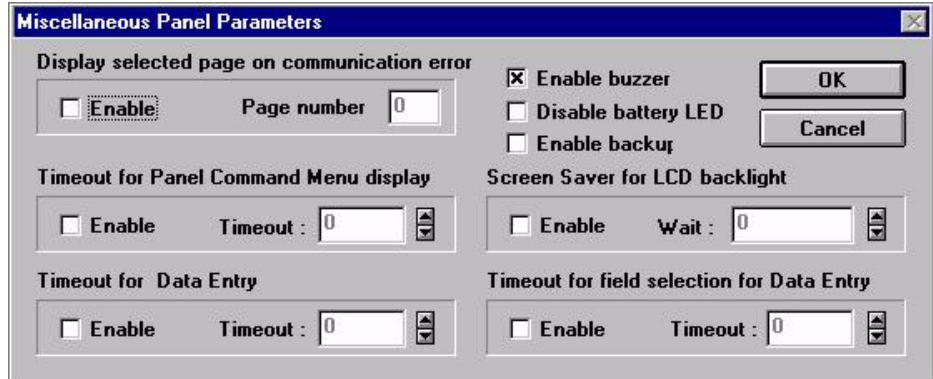 Miscellaneous Panel Parameters
Display selected page on communication error
Enable
Page number
0
Enable buzzer
Disable battery LED
Enable backup
OK
Cancel
Timeout for Panel Command Menu display
Enable
Timeout :
0
Screen Saver for LCD backlight
Enable
Wait :
0
Timeout for Data Entry
Enable
Timeout :
0
Timeout for field selection for Data Entry
Enable
Timeout :
0